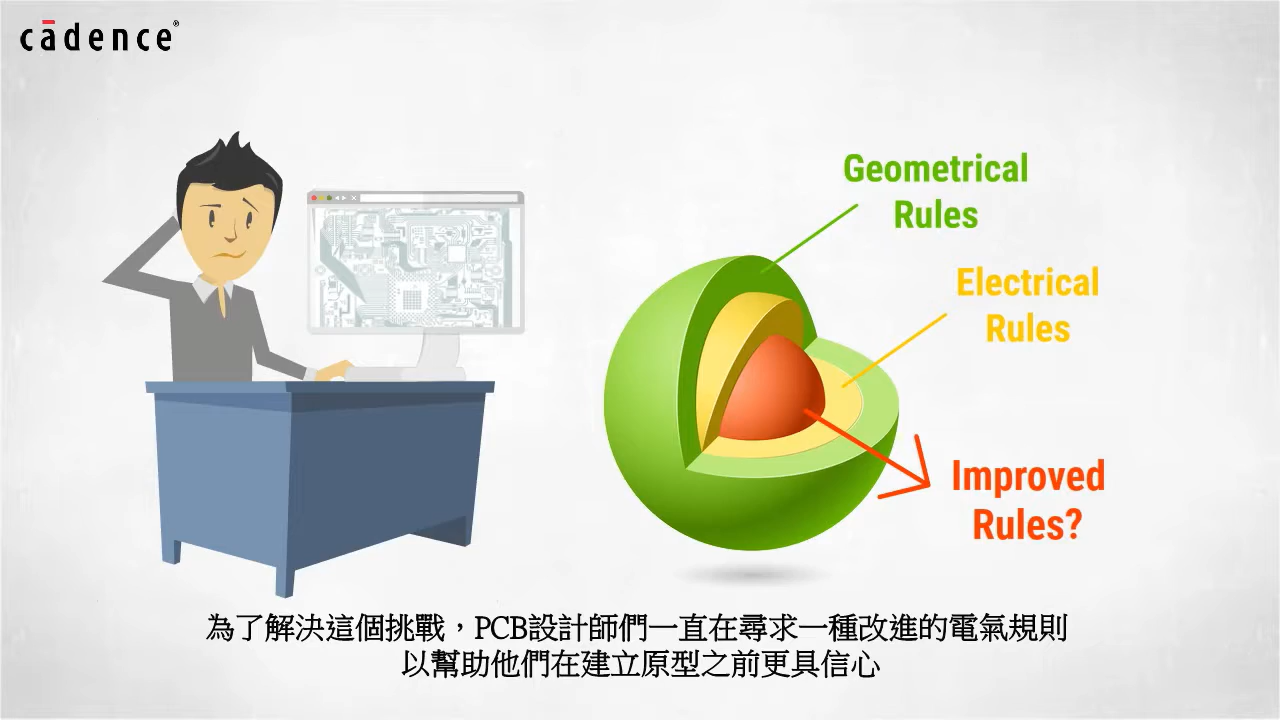 cādence®
Geometrical
Rules
Electrical
Rules
Improved
Rules?
為了解決這個挑戰，PCB設計師們一直在尋求一種改進的電氣規則
以幫助他們在建立原型之前更具信心